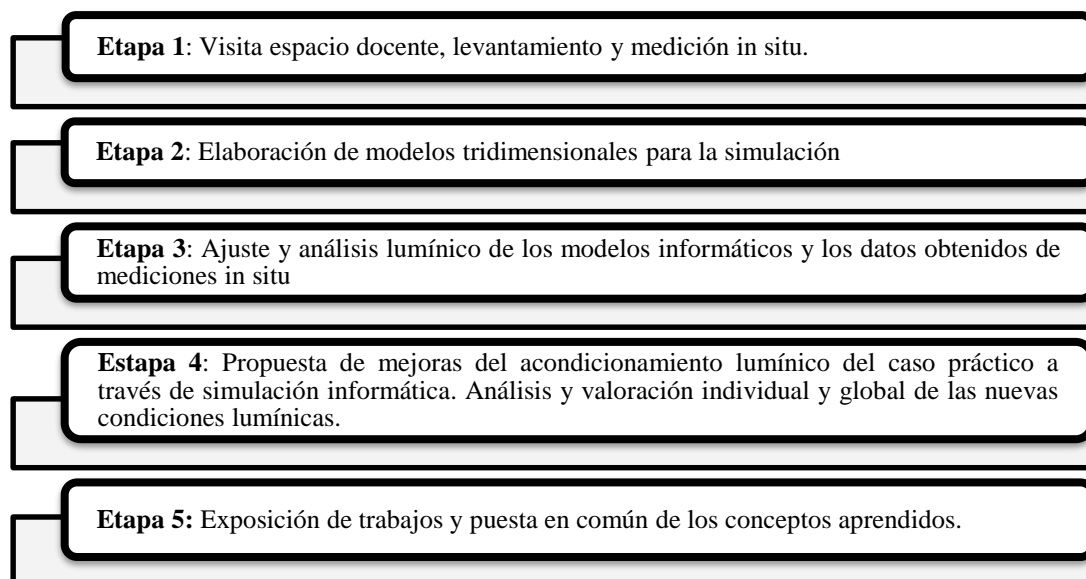 Etapa 1: Visita espacio docente, levantamiento y medición in situ.
Etapa 2: Elaboración de modelos tridimensionales para la simulación
Etapa 3: Ajuste y análisis lumínico de los modelos informáticos y los datos obtenidos de
mediciones in situ
Estapa 4: Propuesta de mejoras del acondicionamiento lumínico del caso práctico a
través de simulación informática. Análisis y valoración individual y global de las nuevas
condiciones lumínicas.
Etapa 5: Exposición de trabajos y puesta en común de los conceptos aprendidos.